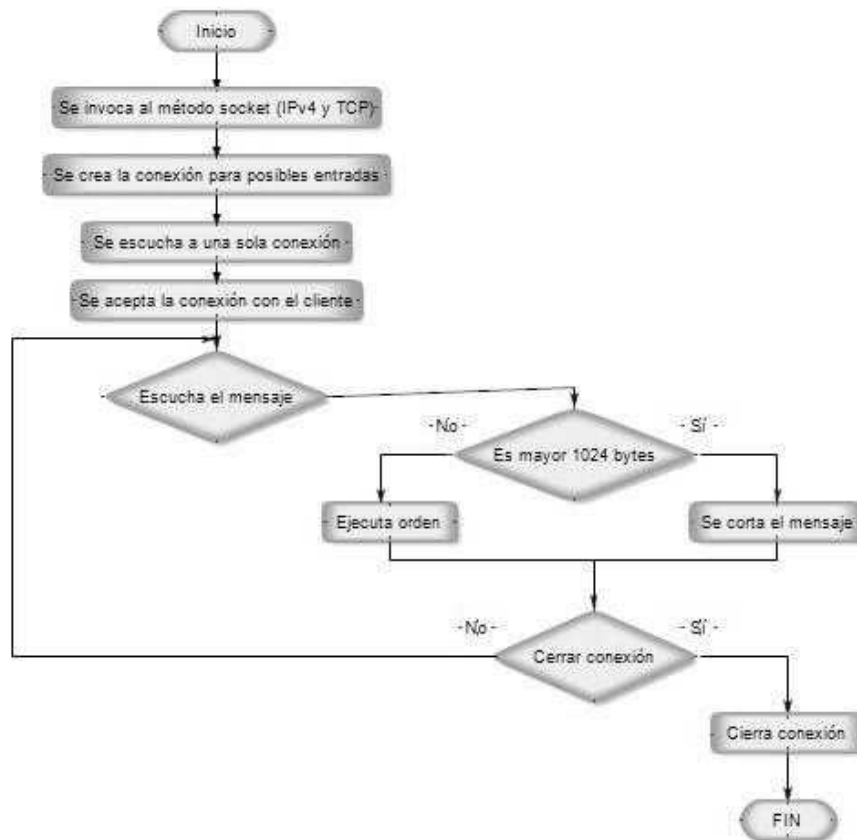 Inicio
Se invoca al método socket (IPv4 y TCP)
Se crea la conexión para posibles entradas
Se escucha a una sola conexión
Se acepta la conexión con el cliente
Escucha el mensaje
No
Sí
Es mayor 1024 bytes
Ejecuta orden
Se corta el mensaje
No
Sí
Cerrar conexión
Cierra conexión
FIN